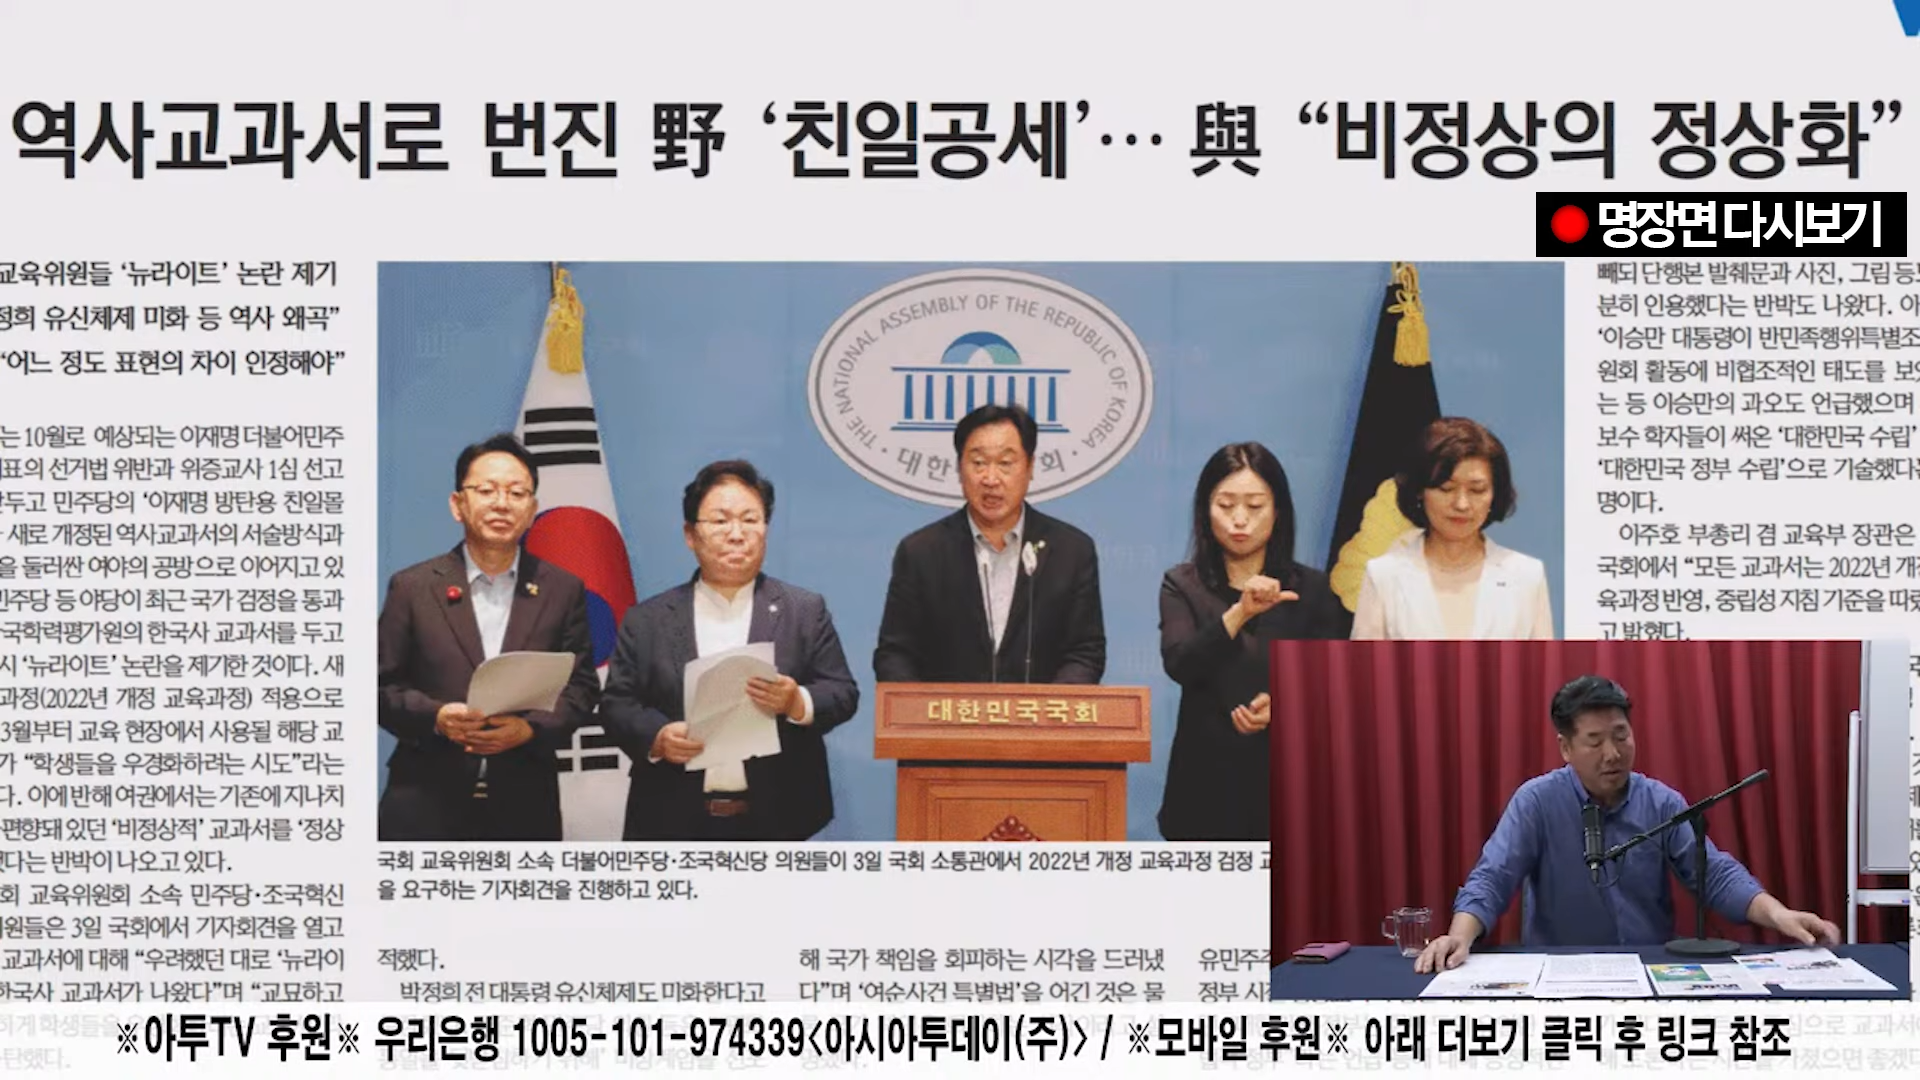 역사교과서로 번진 野 ‘친일공세’… 與 “비정상의 정상화”
명장면 다시보기
교육위원들 ‘뉴라이트’ 논란 제기
정희 유신체제 미화 등 역사 왜곡”
“어느 정도 표현의 차이 인정해야”
는 10월로 예상되는 이재명 더불어민주
표의 선거법 위반과 위증교사 1심 선고
두고 민주당의 ‘이재명 방탄용 친일몰
새로 개정된 역사교과서의 서술방식과
을 둘러싼 여야의 공방으로 이어지고 있
민주당 등 야당이 최근 국가 검정을 통과
국학력평가원의 한국사 교과서를 두고
시 ‘뉴라이트’ 논란을 제기한 것이다. 새
과정(2022년 개정 교육과정) 적용으로
3월부터 교육 현장에서 사용될 해당 교
가 “학생들을 우경화하려는 시도”라는
다. 이에 반해 여권에서는 기존에 지나치
편향돼 있던 ‘비정상적’ 교과서를 ‘정상
했다는 반박이 나오고 있다.
회 교육위원회 소속 민주당·조국혁신
의원들은 3일 국회에서 기자회견을 열고
교과서에 대해 “우려했던 대로 ‘뉴라이
한국사 교과서가 나왔다”며 “교묘하고
THE NATIONAL ASSEMBLY OF THE REPUBLIC OF KOREA
대한 회
대한민국국회
국회 교육위원회 소속 더불어민주당·조국혁신당 의원들이 3일 국회 소통관에서 2022년 개정 교육과정 검정 교
을 요구하는 기자회견을 진행하고 있다.
적했다.
박정희 전 대통령 유신체제도 미화한다고
해 국가 책임을 회피하는 시각을 드러냈
다”며 ‘여순사건 특별법’을 어긴 것은 물
유민주주
정부 시
빼되 단행본 발췌문과 사진, 그림 등
분히 인용했다는 반박도 나왔다.
‘이승만 대통령이 반민족행위특별조
원회 활동에 비협조적인 태도를 보
는 등 이승만의 과오도 언급했으며
보수 학자들이 써온 ‘대한민국 수립’
‘대한민국 정부 수립’으로 기술했다는
명이다.
이주호 부총리 겸 교육부 장관은
국회에서 “모든 교과서는 2022년 개
육과정 반영, 중립성 지침 기준을 따
고 밝혔다.
※아투TV 후원※ 우리은행 1005-101-974339<아시아투데이(주)> / ※모바일 후원※ 아래 더보기 클릭 후 링크 참조